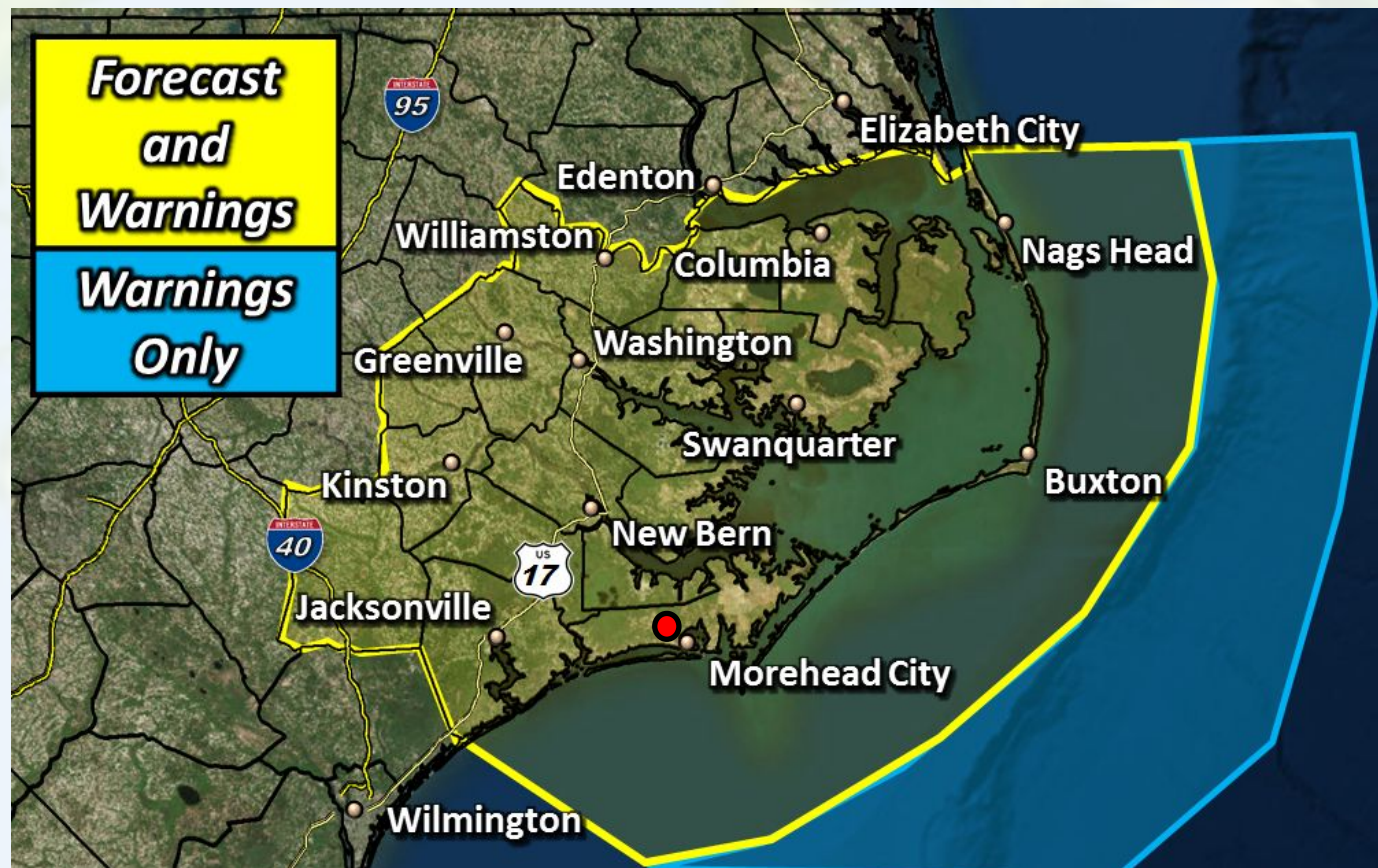 Forecast
and
Warnings
Warnings
Only
INTERSTATE
95
Elizabeth City
Edenton
Williamston
Columbia
Nags Head
Greenville
Washington
Swanquarter
Kinston
Buxton
INTERSTATE
40
New Bern
US
17
Jacksonville
Morehead City
Wilmington